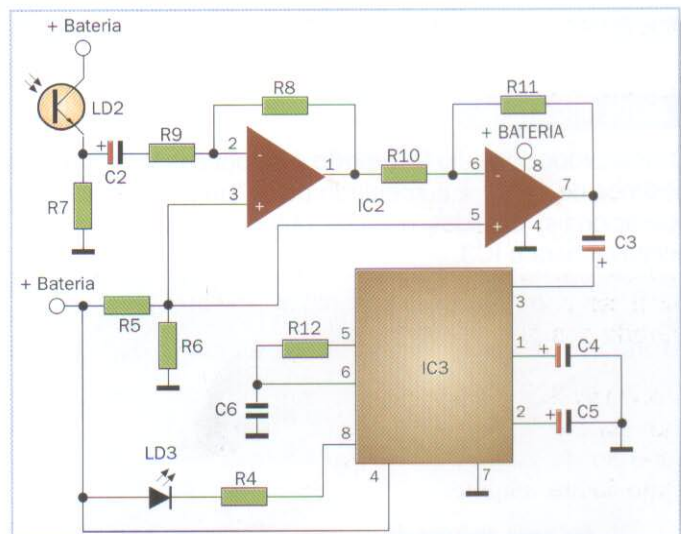 + Bateria
LD2
R8
R11
+ BATERIA
R9
2
-
1
R10
6
-
8
7
+
C2
R7
3
+
IC2
5
+
4
C3
+
+ Bateria
R5
R6
R12
5
6
C6
IC3
3
1
+
C4
2
+
C5
LD3
R4
8
4
7